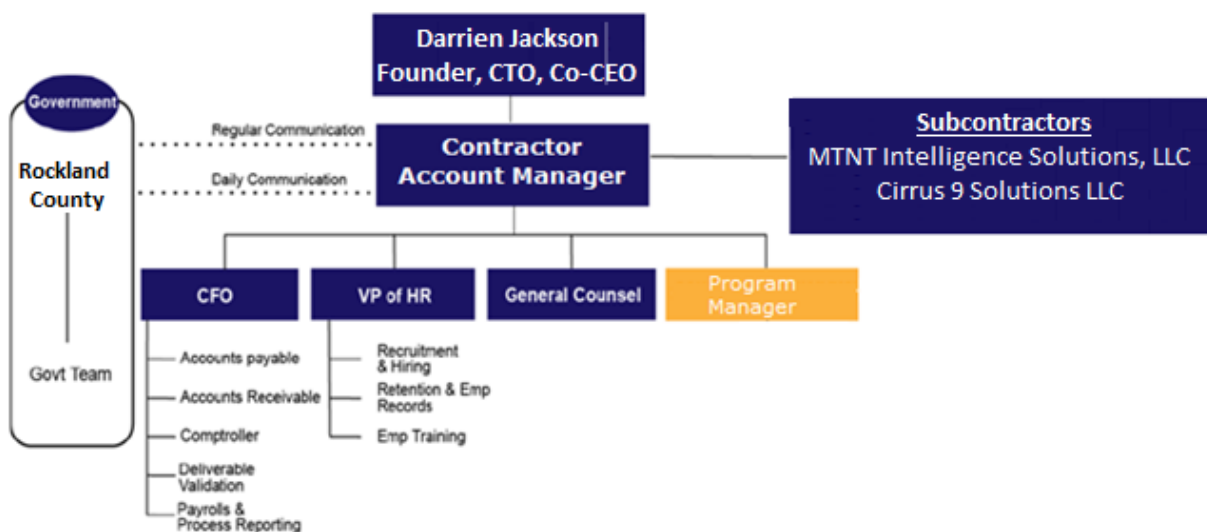 Darrien Jackson
Founder, CTO, Co-CEO
Government
Rockland
County
Govt Team
Regular Communication
Daily Communication
Contractor
Account Manager
Subcontractors
MTNT Intelligence Solutions, LLC
Cirrus 9 Solutions LLC
CFO
Accounts payable
Accounts Receivable
Comptroller
Deliverable
Validation
Payrolls &
Process Reporting
VP of HR
Recruitment
& Hiring
Retention & Emp
Records
Emp Training
General Counsel
Program
Manager